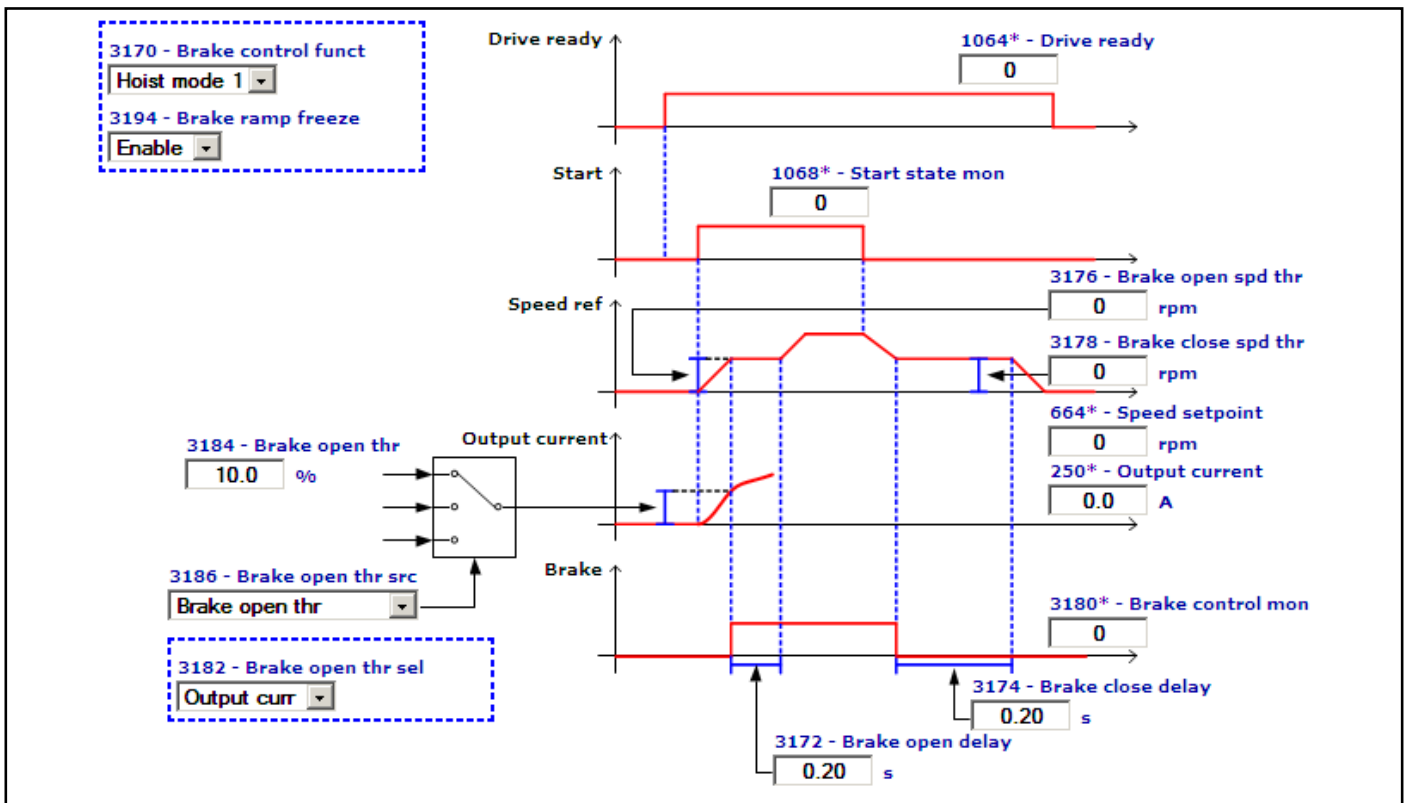 3170 - Brake control funct
Hoist mode 1
3194 - Brake ramp freeze
Enable
Drive ready
1064* - Drive ready
0
Start
1068* - Start state mon
0
Speed ref
3176 - Brake open spd thr
0 rpm
3178 - Brake close spd thr
0 rpm
664* - Speed setpoint
0 rpm
3184 - Brake open thr
10.0 %
Output current
250* - Output current
0.0 A
3186 - Brake open thr src
Brake open thr
Brake
3180* - Brake control mon
0
3182 - Brake open thr sel
Output curr
3174 - Brake close delay
0.20 s
3172 - Brake open delay
0.20 s